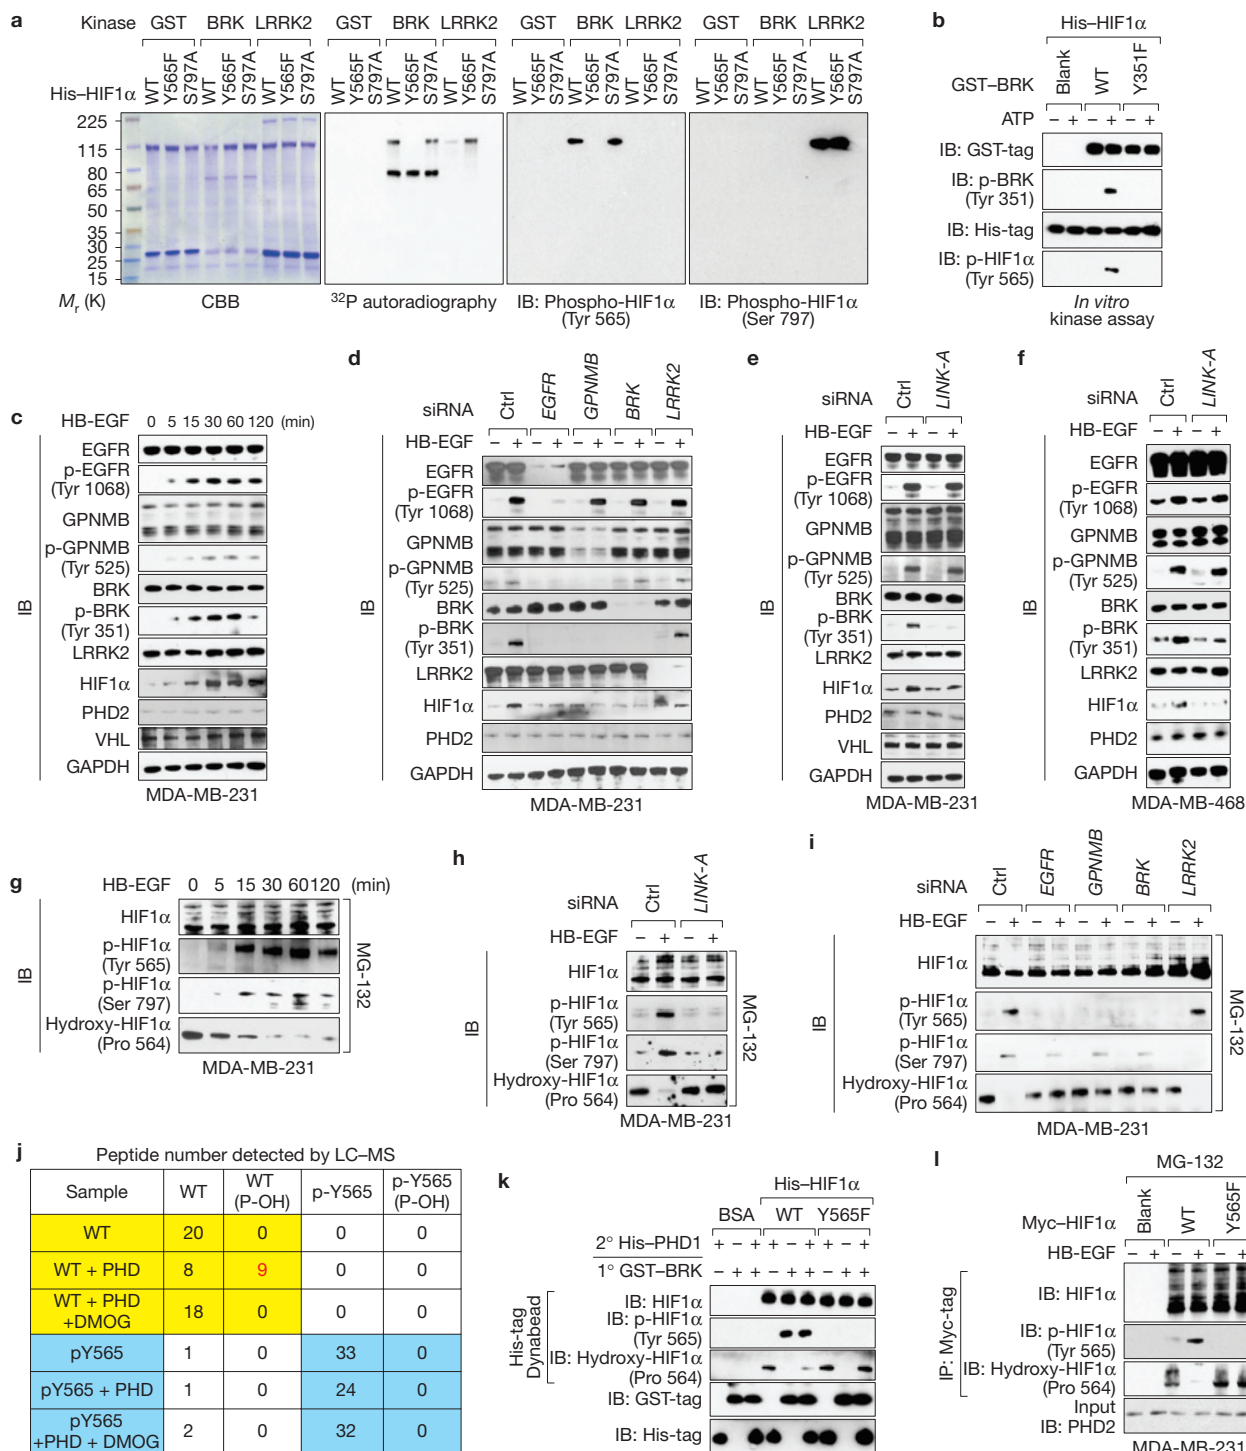 a
Kinase GST BRK LRRK2 GST BRK LRRK2 GST BRK LRRK2 GST BRK LRRK2
His–HIF1α WT Y565F S797A WT Y565F S797A WT Y565F S797A WT Y565F S797A WT Y565F S797A WT Y565F S797A WT Y565F S797A WT Y565F S797A WT Y565F S797A WT Y565F S797A WT Y565F S797A WT Y565F S797A
225
115
80
65
50
35
30
25
15
Mr (K) CBB 32P autoradiography IB: Phospho-HIF1α (Tyr 565) IB: Phospho-HIF1α (Ser 797)
b
His–HIF1α
GST–BRK Blank WT Y351F
ATP – + – + – +
IB: GST-tag
IB: p-BRK
(Tyr 351)
IB: His-tag
IB: p-HIF1α
(Tyr 565)
In vitro
kinase assay
c
HB-EGF 0 5 15 30 60 120 (min)
IB
EGFR
p-EGFR
(Tyr 1068)
GPNMB
p-GPNMB
(Tyr 525)
BRK
p-BRK
(Tyr 351)
LRRK2
HIF1α
PHD2
VHL
GAPDH
MDA-MB-231
d
siRNA Ctrl EGFR GPNMB BRK LRRK2
HB-EGF – + – + – + – + – +
IB
EGFR
p-EGFR
(Tyr 1068)
GPNMB
p-GPNMB
(Tyr 525)
BRK
p-BRK
(Tyr 351)
LRRK2
HIF1α
PHD2
GAPDH
MDA-MB-231
e
siRNA Ctrl LINK-A
HB-EGF – + – +
IB
EGFR
p-EGFR
(Tyr 1068)
GPNMB
p-GPNMB
(Tyr 525)
BRK
p-BRK
(Tyr 351)
LRRK2
HIF1α
PHD2
VHL
GAPDH
MDA-MB-231
f
siRNA Ctrl LINK-A
HB-EGF – + – +
IB
EGFR
p-EGFR
(Tyr 1068)
GPNMB
p-GPNMB
(Tyr 525)
BRK
p-BRK
(Tyr 351)
LRRK2
HIF1α
PHD2
GAPDH
MDA-MB-468
g
HB-EGF 0 5 15 30 60 120 (min)
IB
HIF1α
p-HIF1α
(Tyr 565)
p-HIF1α
(Ser 797)
Hydroxy-HIF1α
(Pro 564)
MG-132
MDA-MB-231
h
siRNA Ctrl LINK-A
HB-EGF – + – +
IB
HIF1α
p-HIF1α
(Tyr 565)
p-HIF1α
(Ser 797)
Hydroxy-HIF1α
(Pro 564)
MG-132
MDA-MB-231
i
siRNA Ctrl EGFR GPNMB BRK LRRK2
HB-EGF – + – + – + – + – +
IB
HIF1α
p-HIF1α
(Tyr 565)
p-HIF1α
(Ser 797)
Hydroxy-HIF1α
(Pro 564)
MG-132
MDA-MB-231
j
Peptide number detected by LC–MS
Sample WT WT (P-OH) p-Y565 p-Y565 (P-OH)
WT 20 0 0 0
WT + PHD 8 9 0 0
WT + PHD +DMOG 18 0 0 0
pY565 1 0 33 0
pY565 + PHD 1 0 24 0
pY565 +PHD + DMOG 2 0 32 0
k
His–HIF1α
BSA WT Y565F
2° His–PHD1 + – + + – + + – +
1° GST–BRK – + + – + + – + +
His-tag
Dynabead
IB: HIF1α
IB: p-HIF1α
(Tyr 565)
IB: Hydroxy-HIF1α
(Pro 564)
IB: GST-tag
IB: His-tag
l
MG-132
Myc–HIF1α Blank WT Y565F
HB-EGF – + – + – +
IP: Myc-tag
IB: HIF1α
IB: p-HIF1α
(Tyr 565)
IB: Hydroxy-HIF1α
(Pro 564)
Input
IB: PHD2
MDA-MB-231